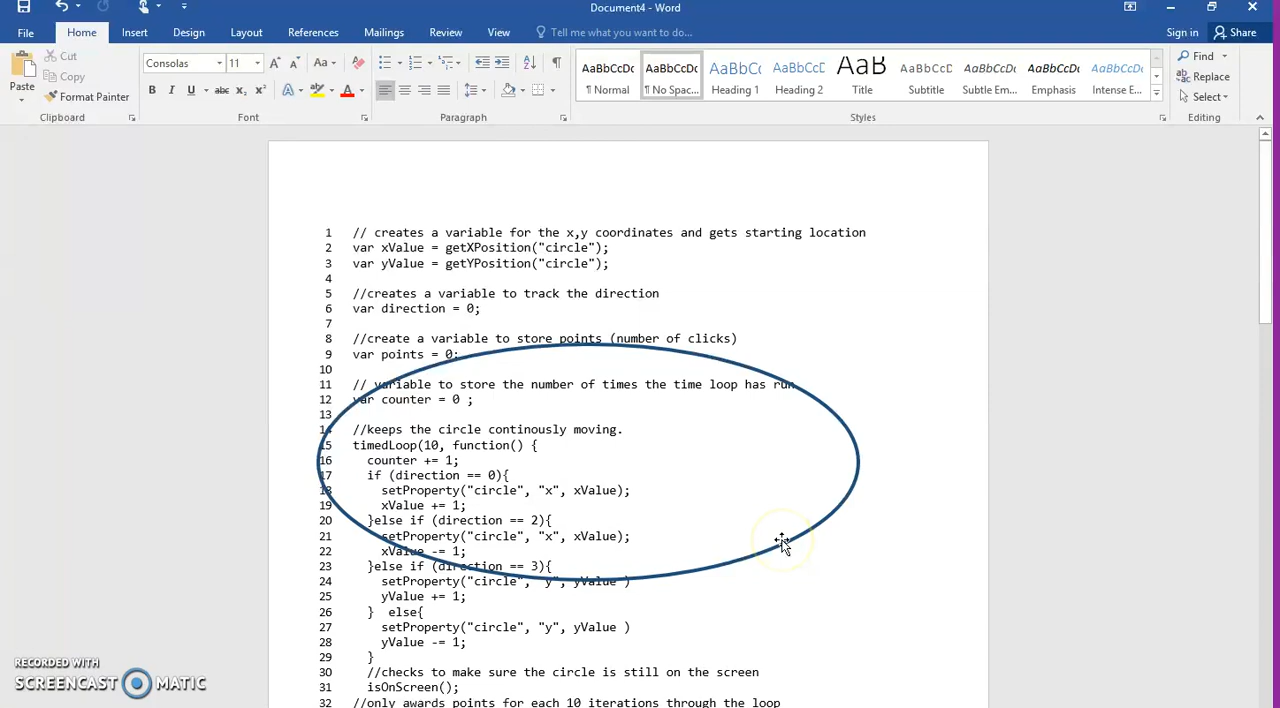 Document4 - Word
File Home Insert Design Layout References Mailings Review View Tell me what you want to do... Sign in Share
Paste Cut Copy Format Painter
Clipboard
Consolas 11 Aa
B I U abc x₂ x² A A
Font
Paragraph
AaBbCcDc AaBbCcDc AaBbCc AaBbCcD AaB AaBbCcD AaBbCcDc AaBbCcDc AaBbCcDc
¶ Normal ¶ No Spac... Heading 1 Heading 2 Title Subtitle Subtle Em... Emphasis Intense E...
Styles
Find
Replace
Select
Editing
1 // creates a variable for the x,y coordinates and gets starting location
2 var xValue = getXPosition("circle");
3 var yValue = getYPosition("circle");
4
5 //creates a variable to track the direction
6 var direction = 0;
7
8 //create a variable to store points (number of clicks)
9 var points = 0;
10
11 // variable to store the number of times the time loop has run
12 var counter = 0 ;
13
14 //keeps the circle continously moving.
15 timedLoop(10, function() {
16 counter += 1;
17 if (direction == 0){
18 setProperty("circle", "x", xValue);
19 xValue += 1;
20 }else if (direction == 2){
21 setProperty("circle", "x", xValue);
22 xValue -= 1;
23 }else if (direction == 3){
24 setProperty("circle", "y", yValue )
25 yValue += 1;
26 } else{
27 setProperty("circle", "y", yValue )
28 yValue -= 1;
29 }
30 //checks to make sure the circle is still on the screen
31 isOnScreen();
32 //only awards points for each 10 iterations through the loop
RECORDED WITH
SCREENCAST MATIC